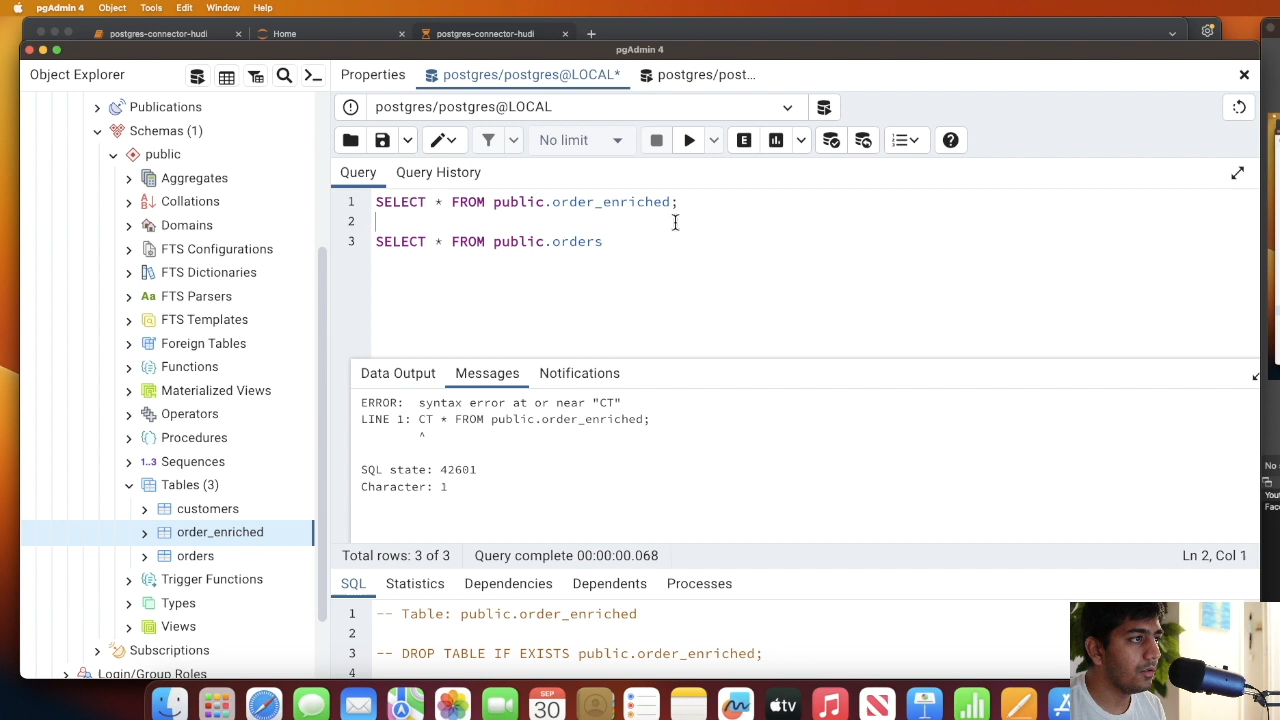 pgAdmin 4 Object Tools Edit Window Help
postgres-connector-hudi Home postgres-connector-hudi
pgAdmin 4
Object Explorer
Properties postgres/postgres@LOCAL* postgres/post...
postgres/postgres@LOCAL
No limit
Query Query History
1 SELECT * FROM public.order_enriched;
2
3 SELECT * FROM public.orders
Publications
Schemas (1)
public
Aggregates
Collations
Domains
FTS Configurations
FTS Dictionaries
Aa FTS Parsers
FTS Templates
Foreign Tables
Functions
Materialized Views
Operators
Procedures
1..3 Sequences
Tables (3)
customers
order_enriched
orders
Trigger Functions
Types
Views
Subscriptions
Login/Group Roles
Data Output Messages Notifications
ERROR: syntax error at or near "CT"
LINE 1: CT * FROM public.order_enriched;
^
SQL state: 42601
Character: 1
Total rows: 3 of 3 Query complete 00:00:00.068 Ln 2, Col 1
SQL Statistics Dependencies Dependents Processes
1 -- Table: public.order_enriched
2
3 -- DROP TABLE IF EXISTS public.order_enriched;
4
No s
Yout
Face
SEP
30
tv